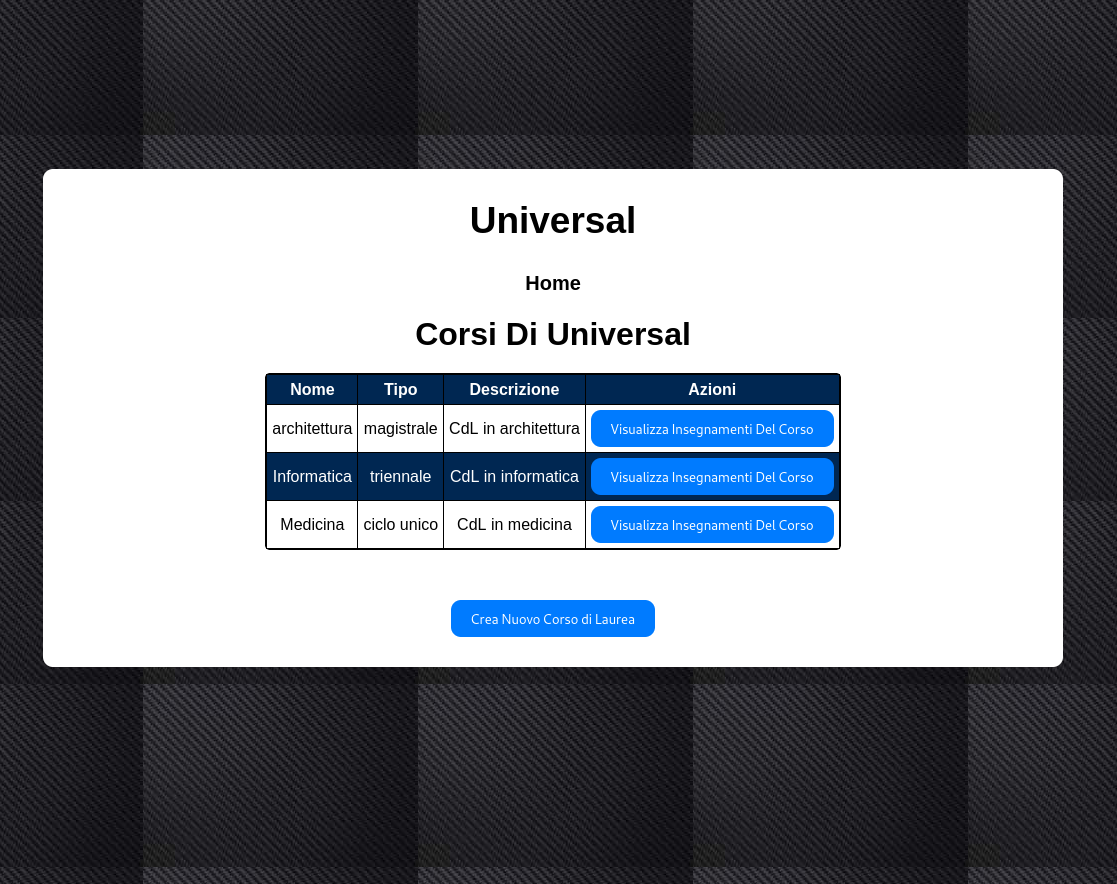 Universal
Home
Corsi Di Universal
Nome Tipo Descrizione Azioni
architettura magistrale CdL in architettura Visualizza Insegnamenti Del Corso
Informatica triennale CdL in informatica Visualizza Insegnamenti Del Corso
Medicina ciclo unico CdL in medicina Visualizza Insegnamenti Del Corso
Crea Nuovo Corso di Laurea